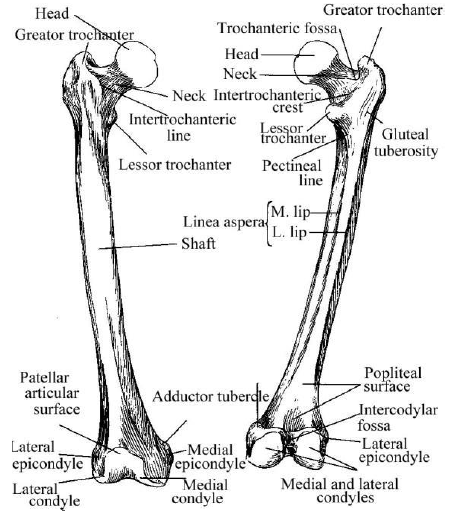 Head
Greator trochanter
Neck
Intertrochanteric
line
Lessor trochanter
Shaft
Patellar
articular
surface
Adductor tubercle
Lateral
epicondyle
Lateral
condyle
Medial
epicondyle
Medial
condyle
Greator trochanter
Trochanteric fossa
Head
Neck
Intertrochanteric
crest
Lessor
trochanter
Gluteal
tuberosity
Pectineal
line
Linea aspera
M. lip
L. lip
Popliteal
surface
Intercodylar
fossa
Lateral
epicondyle
Medial and lateral
condyles